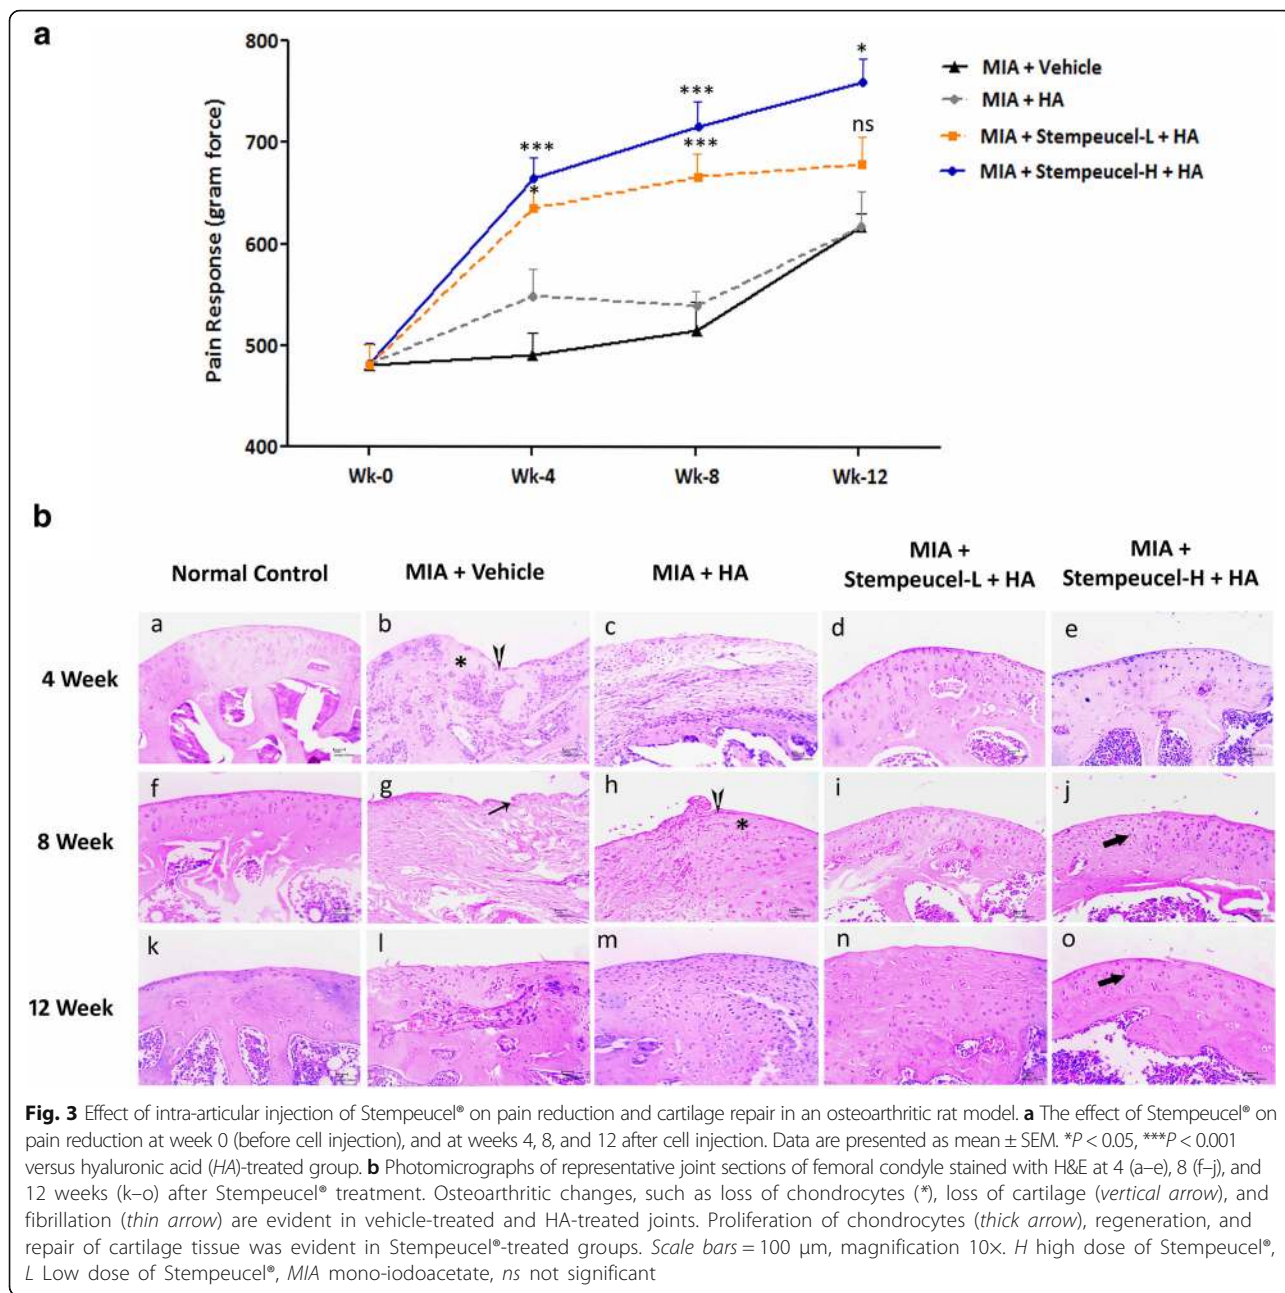 a
800
700
600
500
400
Pain Response (gram force)
***
*
***
***
*
ns
Wk-0
Wk-4
Wk-8
Wk-12
MIA + Vehicle
MIA + HA
MIA + Stempeucel-L + HA
MIA + Stempeucel-H + HA
b
Normal Control
MIA + Vehicle
MIA + HA
MIA +
Stempeucel-L + HA
MIA +
Stempeucel-H + HA
4 Week
a
b
*
c
d
e
8 Week
f
g
h
*
i
j
12 Week
k
l
m
n
o
Fig. 3 Effect of intra-articular injection of Stempeucel® on pain reduction and cartilage repair in an osteoarthritic rat model. a The effect of Stempeucel® on
pain reduction at week 0 (before cell injection), and at weeks 4, 8, and 12 after cell injection. Data are presented as mean ± SEM. *P < 0.05, ***P < 0.001
versus hyaluronic acid (HA)-treated group. b Photomicrographs of representative joint sections of femoral condyle stained with H&E at 4 (a–e), 8 (f–j), and
12 weeks (k–o) after Stempeucel® treatment. Osteoarthritic changes, such as loss of chondrocytes (*), loss of cartilage (vertical arrow), and
fibrillation (thin arrow) are evident in vehicle-treated and HA-treated joints. Proliferation of chondrocytes (thick arrow), regeneration, and
repair of cartilage tissue was evident in Stempeucel®-treated groups. Scale bars = 100 µm, magnification 10×. H high dose of Stempeucel®,
L Low dose of Stempeucel®, MIA mono-iodoacetate, ns not significant